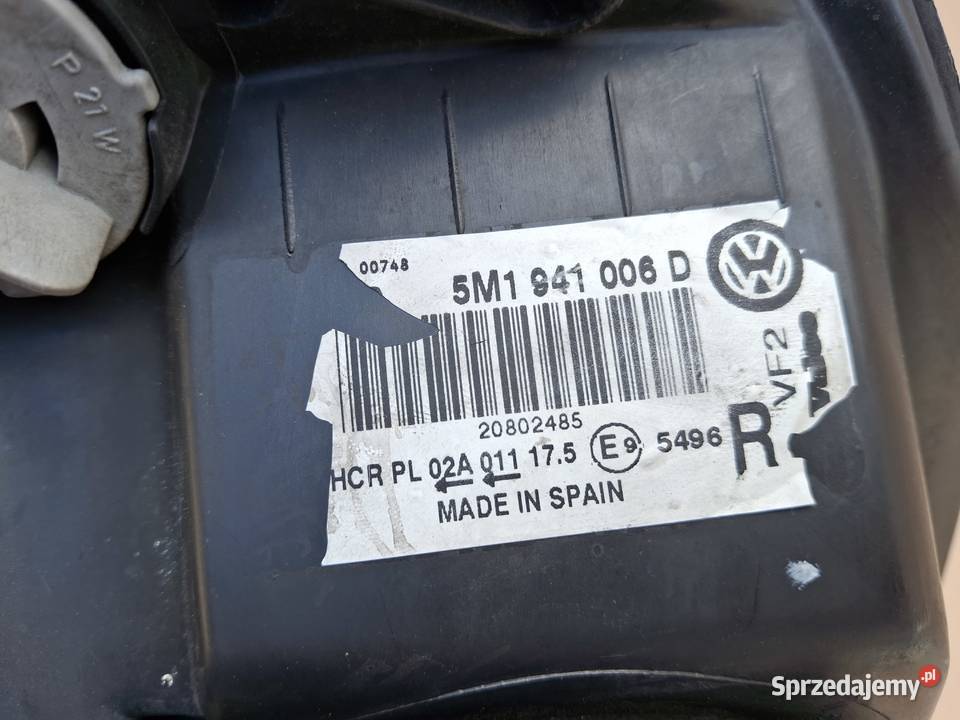 P 21 W
00748
5M1 941 006 D
VF2
20802485
HCR PL 02A 011 17.5 E9 5496 R
MADE IN SPAIN
Sprzedajemy.pl